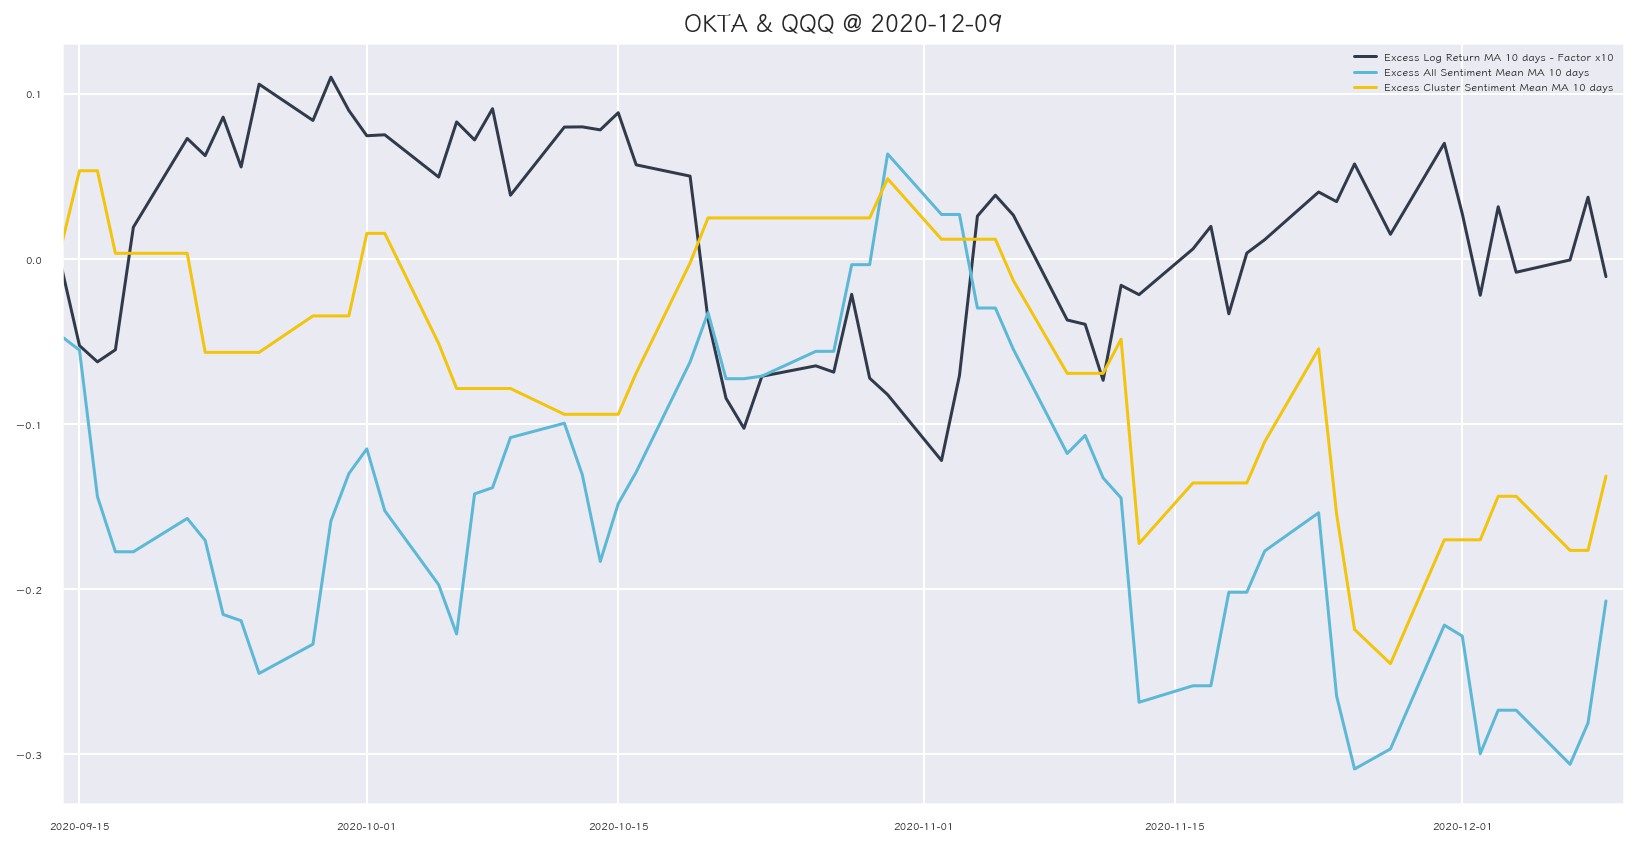 OKTA & QQQ @ 2020-12-09
Excess Log Return MA 10 days - Factor x10
Excess All Sentiment Mean MA 10 days
Excess Cluster Sentiment Mean MA 10 days
0.1
0.0
−0.1
−0.2
−0.3
2020-09-15 2020-10-01 2020-10-15 2020-11-01 2020-11-15 2020-12-01